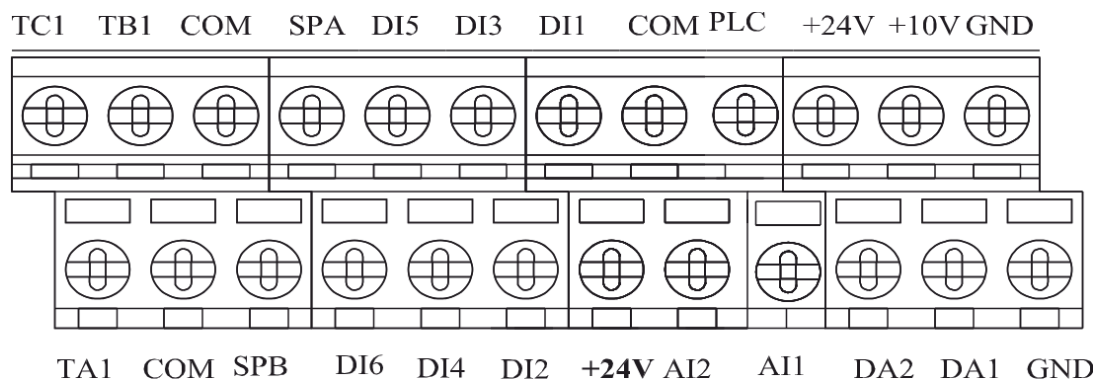 TC1 TB1 COM SPA DI5 DI3 DI1 COM PLC +24V +10V GND
TA1 COM SPB DI6 DI4 DI2 +24V AI2 AI1 DA2 DA1 GND